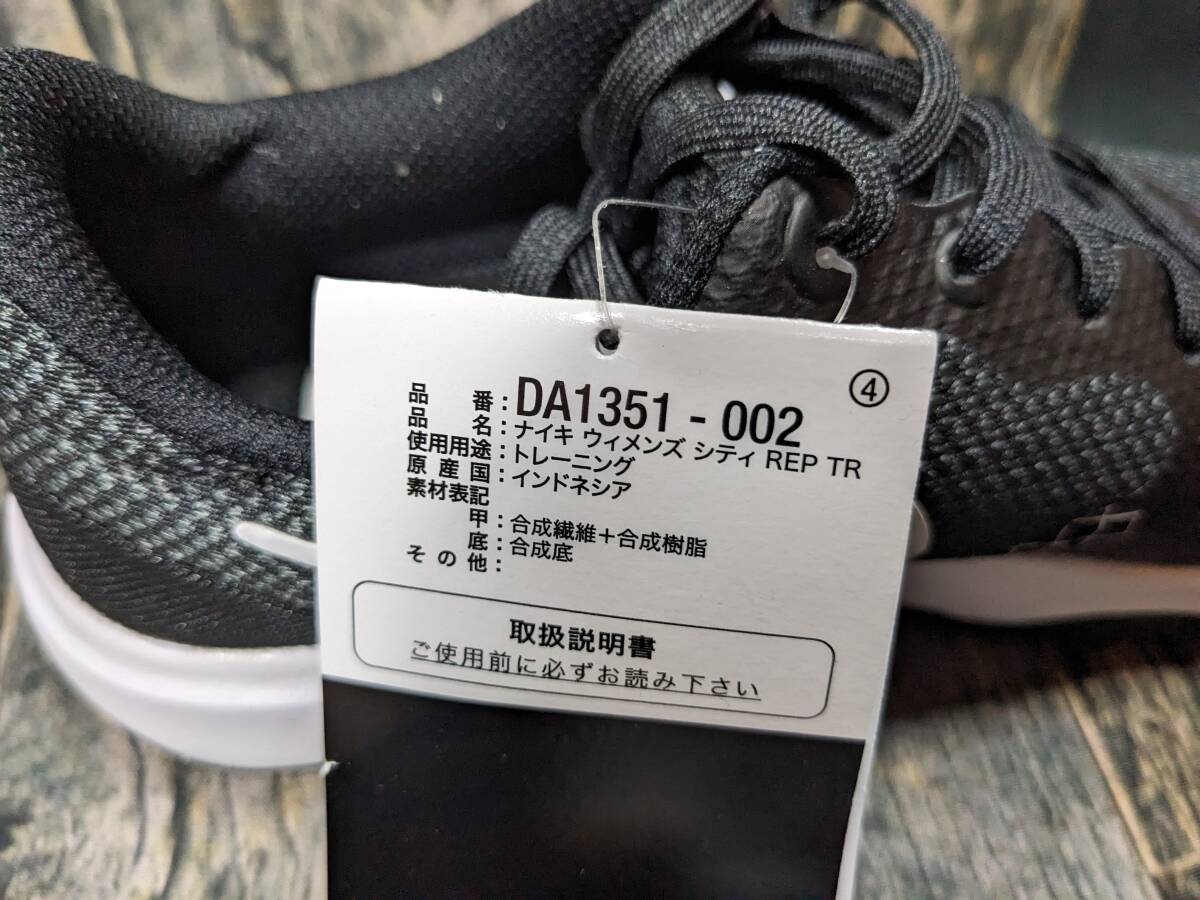 ④
品番:DA1351 - 002
品名:ナイキ ウィメンズ シティ REP TR
使用用途:トレーニング
原産国:インドネシア
素材表記
甲:合成繊維+合成樹脂
底:合成底
その他:
取扱説明書
ご使用前に必ずお読み下さい